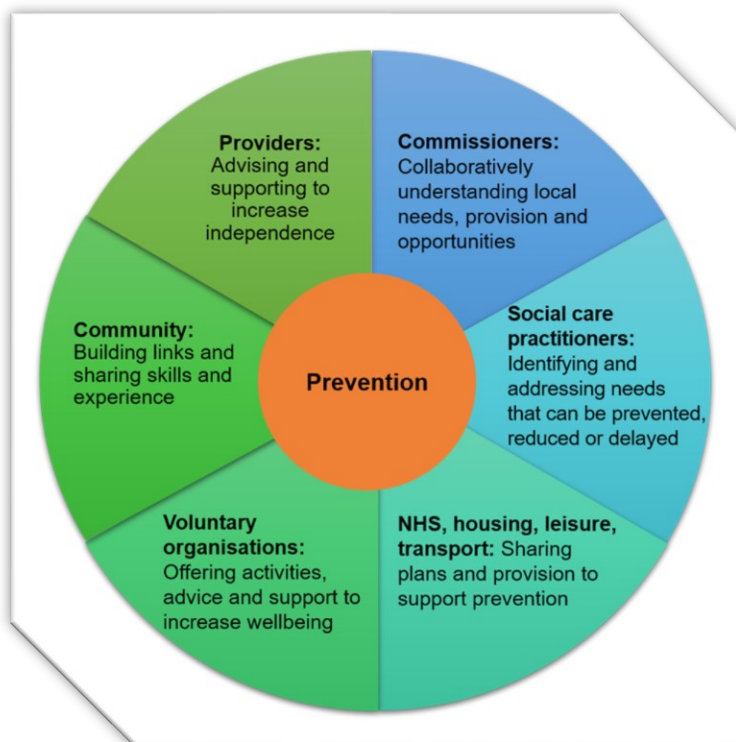 Providers:
Advising and
supporting to
increase
independence
Commissioners:
Collaboratively
understanding local
needs, provision and
opportunities
Social care
practitioners:
Identifying and
addressing needs
that can be prevented,
reduced or delayed
NHS, housing, leisure,
transport: Sharing
plans and provision to
support prevention
Voluntary
organisations:
Offering activities,
advice and support to
increase wellbeing
Community:
Building links and
sharing skills and
experience
Prevention